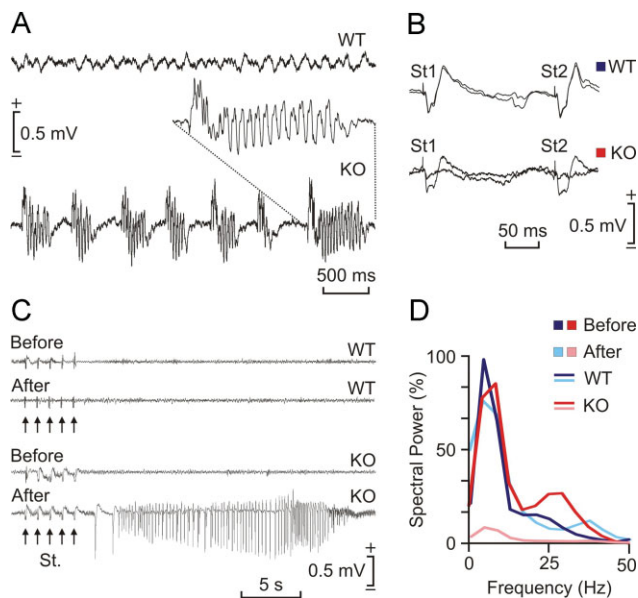 A
WT
+
0.5 mV
–
KO
500 ms
B
St1
St2
WT
St1
St2
KO
50 ms
+
0.5 mV
–
C
Before
WT
After
WT
Before
KO
After
KO
St.
5 s
+
0.5 mV
–
D
Before
After
WT
KO
100
50
0
Spectral Power (%)
0 25 50
Frequency (Hz)